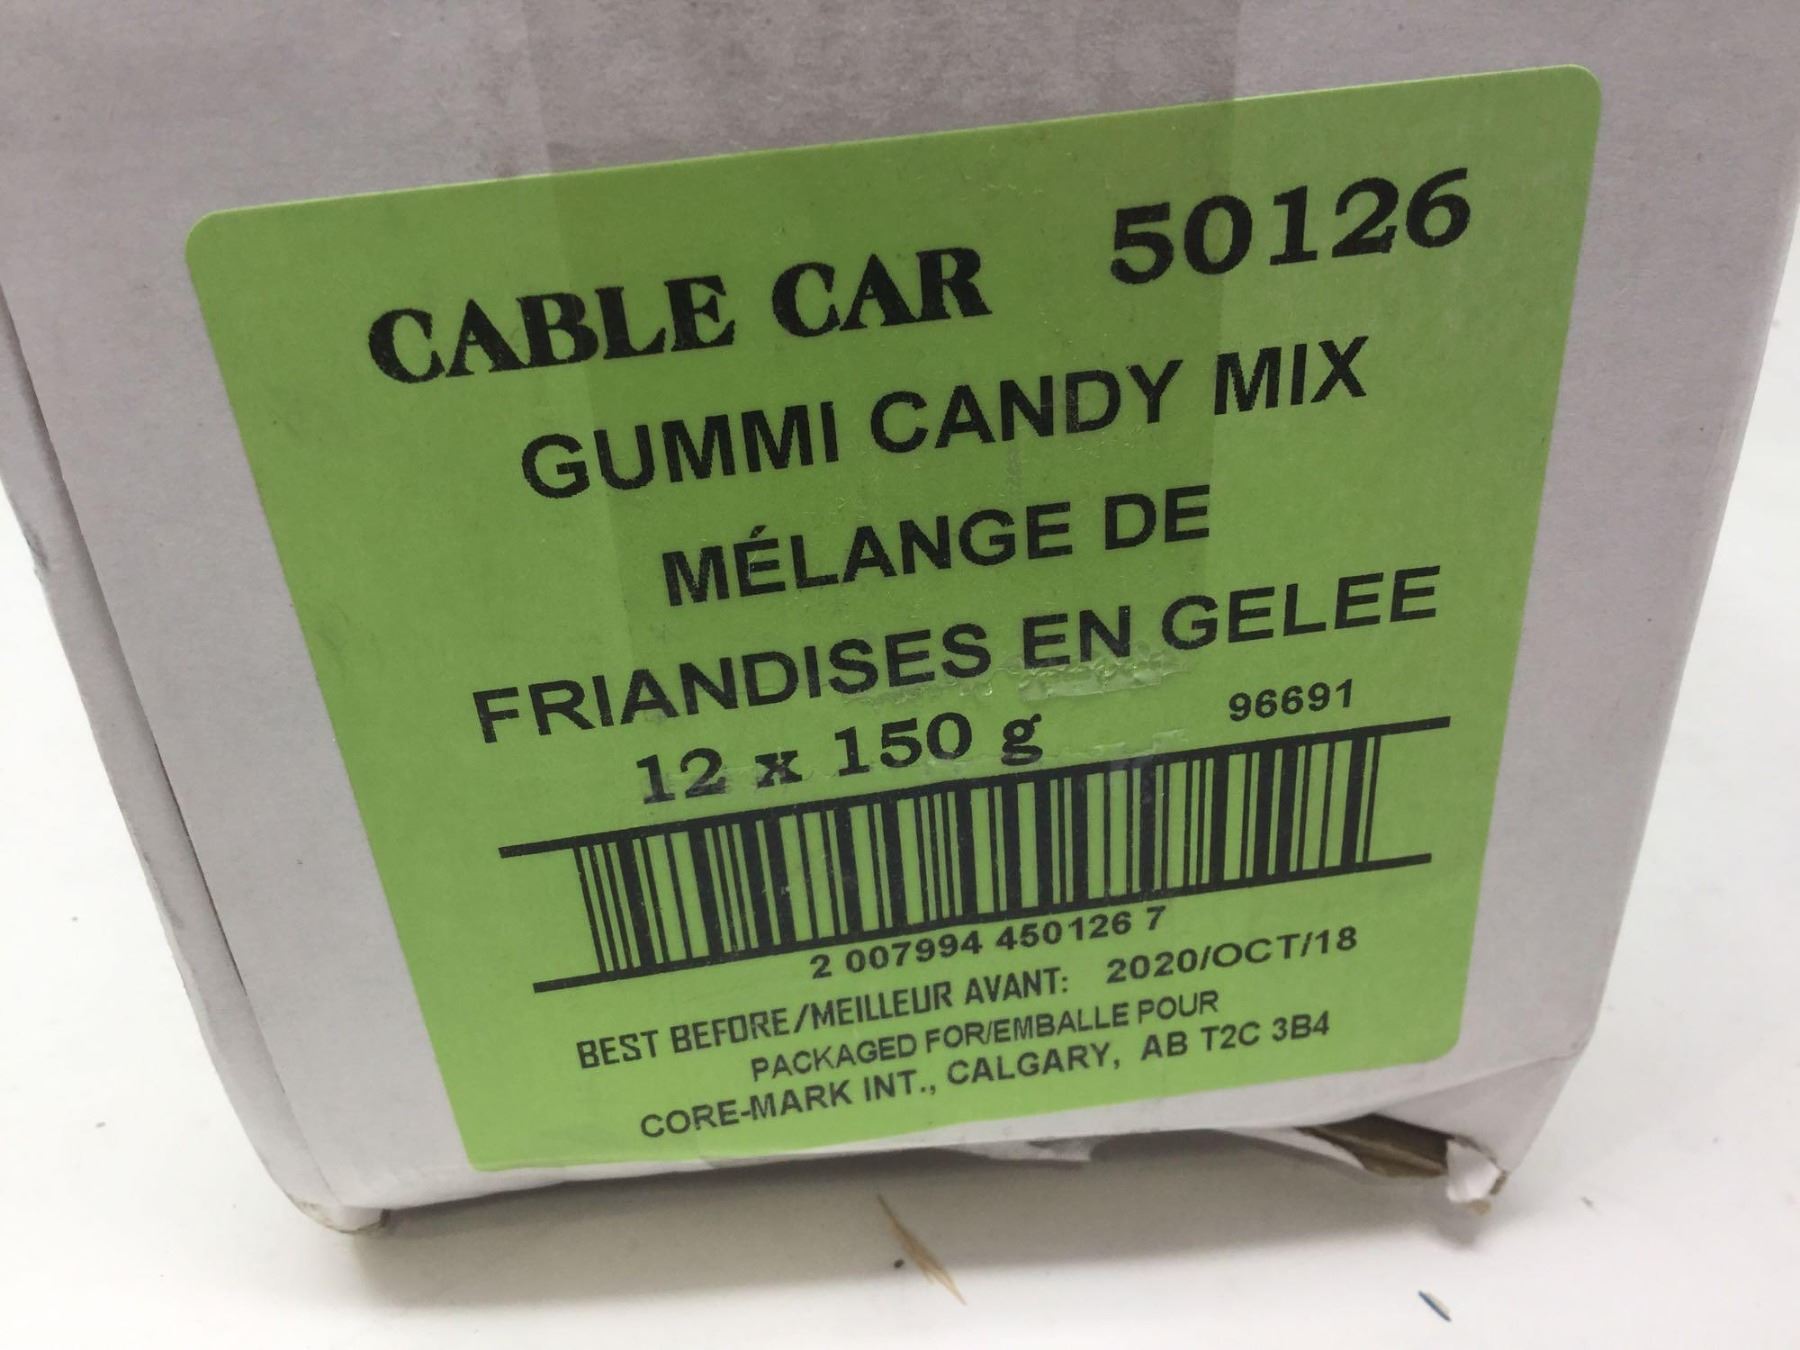 CABLE CAR 50126
GUMMI CANDY MIX
MÉLANGE DE
FRIANDISES EN GELEE
12 x 150 g 96691
2 007994 450126 7
BEST BEFORE/MEILLEUR AVANT: 2020/OCT/18
PACKAGED FOR/EMBALLE POUR
CORE-MARK INT., CALGARY, AB T2C 3B4